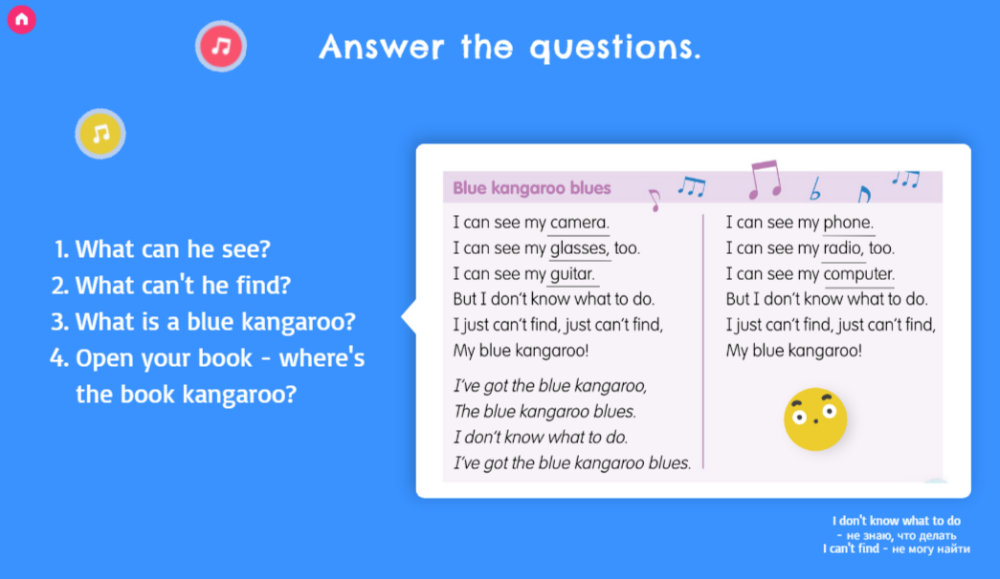 Answer the questions.
1. What can he see?
2. What can't he find?
3. What is a blue kangaroo?
4. Open your book - where's
the book kangaroo?
Blue kangaroo blues
I can see my camera.
I can see my glasses, too.
I can see my guitar.
But I don't know what to do.
I just can't find, just can't find,
My blue kangaroo!
I've got the blue kangaroo,
The blue kangaroo blues.
I don't know what to do.
I've got the blue kangaroo blues.
I can see my phone.
I can see my radio, too.
I can see my computer.
But I don't know what to do.
I just can't find, just can't find,
My blue kangaroo!
I don't know what to do
- не знаю, что делать
I can't find - не могу найти